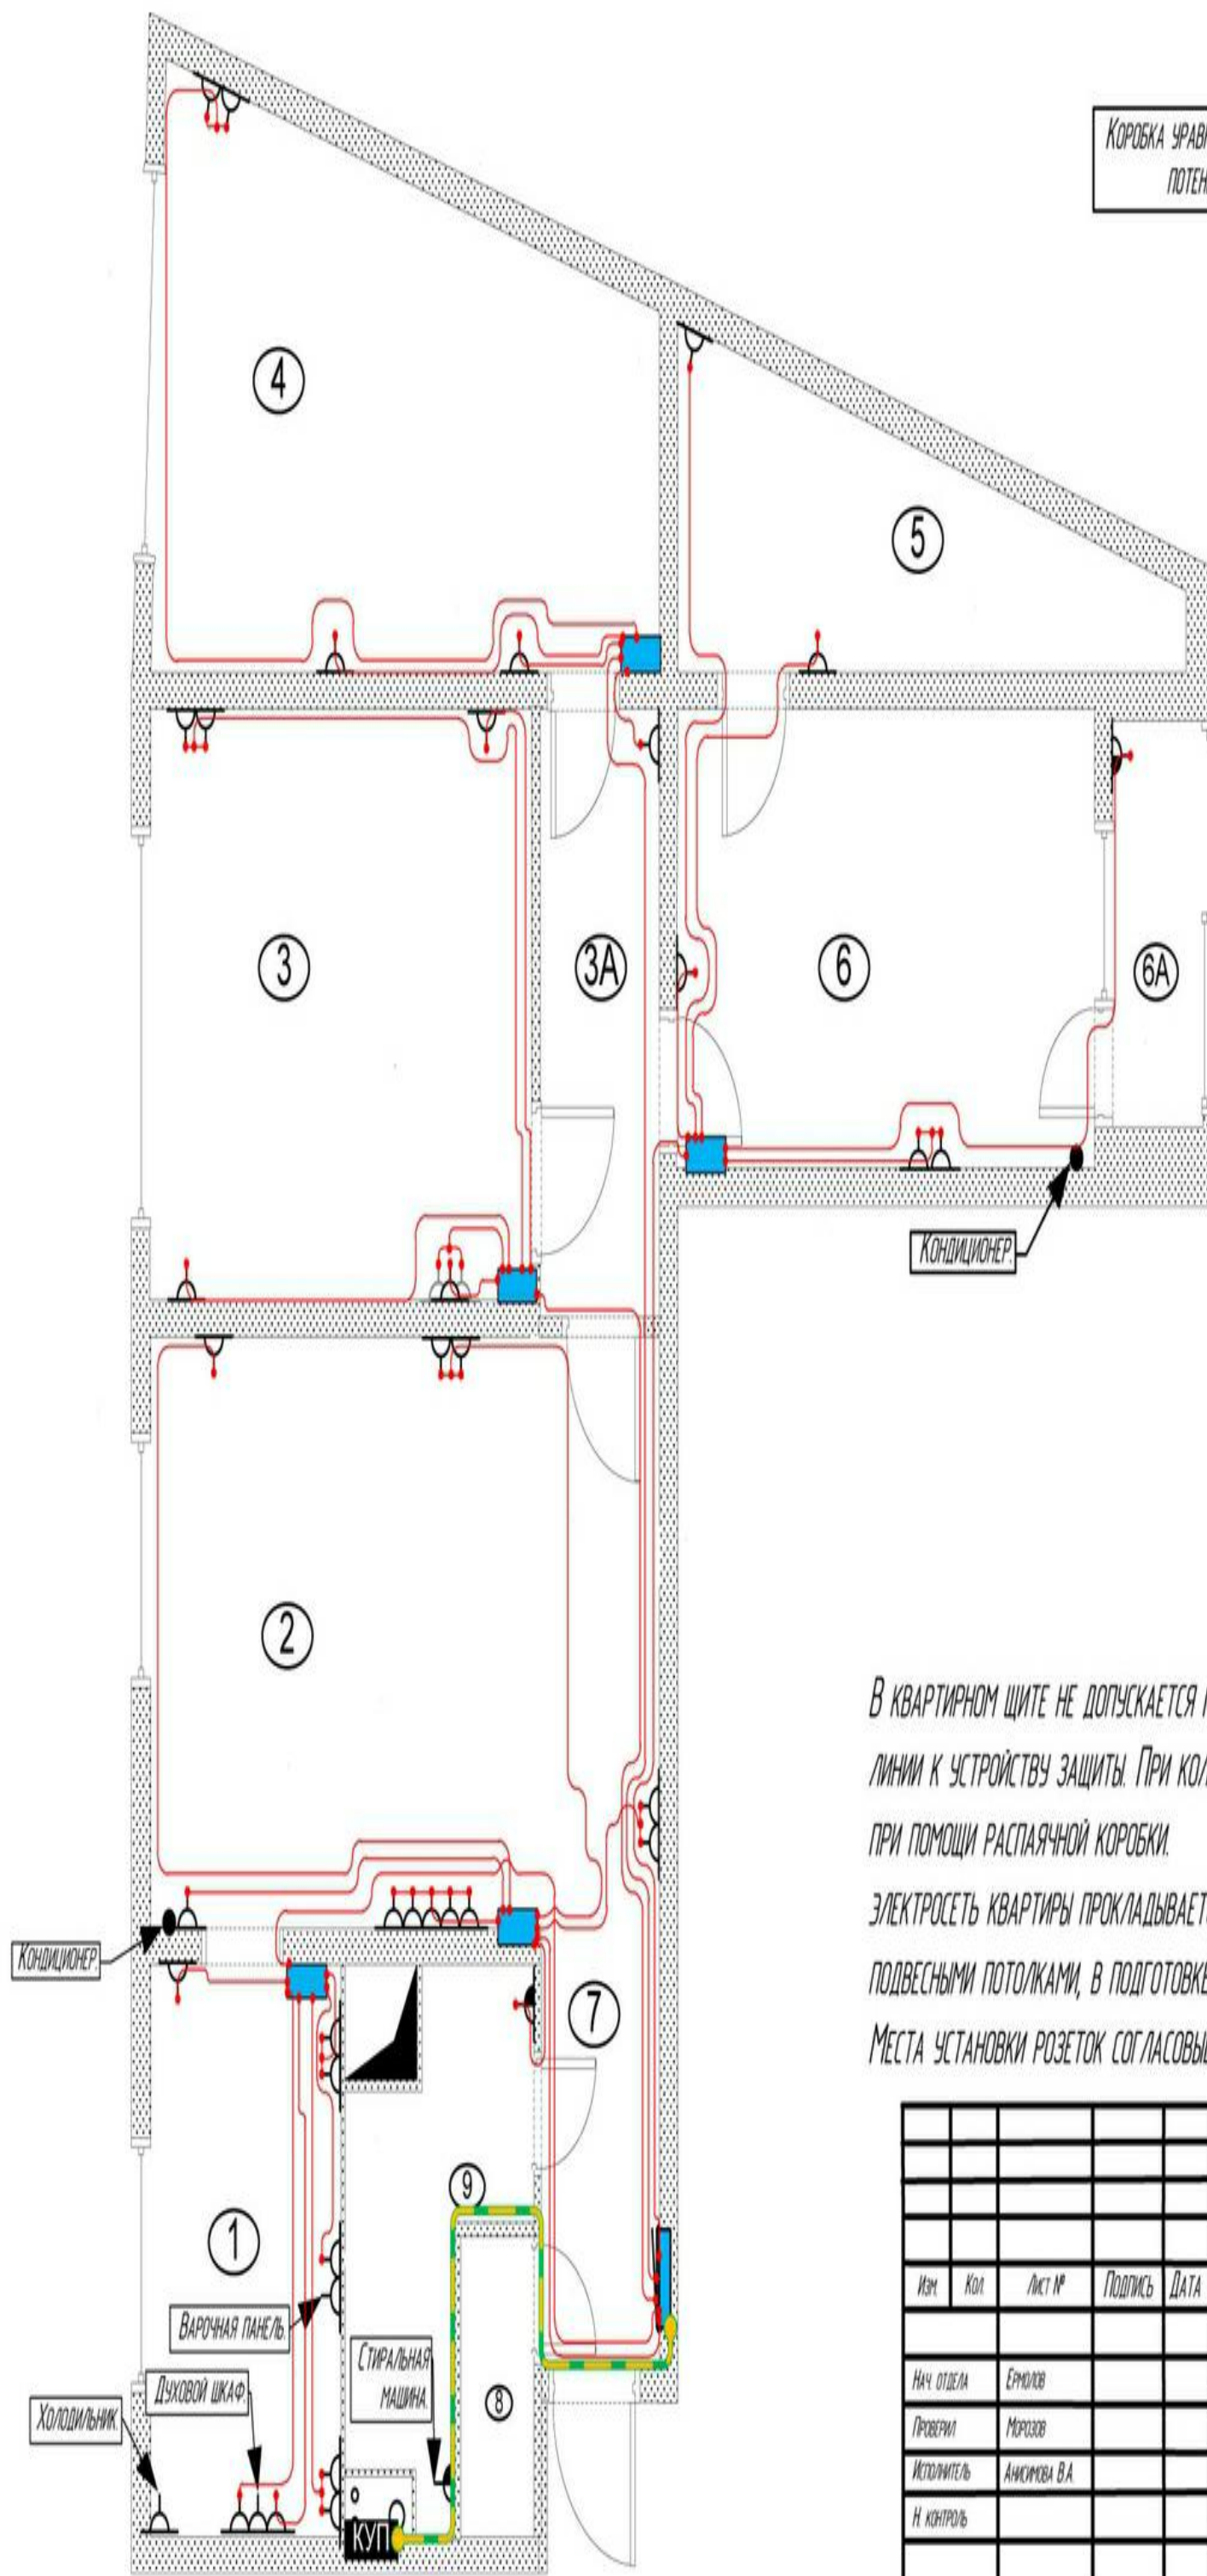 КОРОБКА УРАВ
ПОТЕН
4
5
3
3А
6
6А
КОНДИЦИОНЕР.
2
КОНДИЦИОНЕР.
7
1
9
ВАРОЧНАЯ ПАНЕЛЬ
СТИРАЛЬНАЯ
МАШИНА.
ДУХОВОЙ ШКАФ
ХОЛОДИЛЬНИК
8
КУП
В КВАРТИРНОМ ЩИТЕ НЕ ДОПУСКАЕТСЯ
ЛИНИИ К УСТРОЙСТВУ ЗАЩИТЫ. ПРИ КОЛ
ПРИ ПОМОЩИ РАСПАЯЧНОЙ КОРОБКИ.
ЭЛЕКТРОСЕТЬ КВАРТИРЫ ПРОКЛАДЫВАЕТ
ПОДВЕСНЫМИ ПОТОЛКАМИ, В ПОДГОТОВКЕ
МЕСТА УСТАНОВКИ РОЗЕТОК СОГЛАСОВЫ
ИЗМ. КОЛ. ЛИСТ № ПОДПИСЬ ДАТА
НАЧ. ОТДЕЛА ЕРМОЛОВ
ПРОВЕРИЛ МОРОЗОВ
ИСПОЛНИТЕЛЬ АНИСИМОВА В.А.
Н. КОНТРОЛЬ